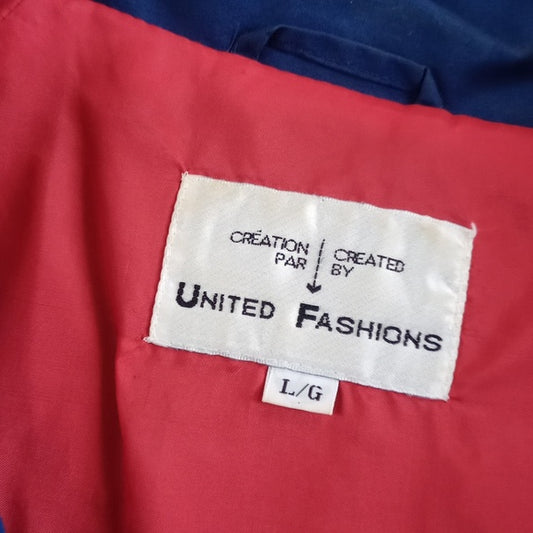 CRÉATION CREATED
PAR BY
UNITED FASHIONS
L/G